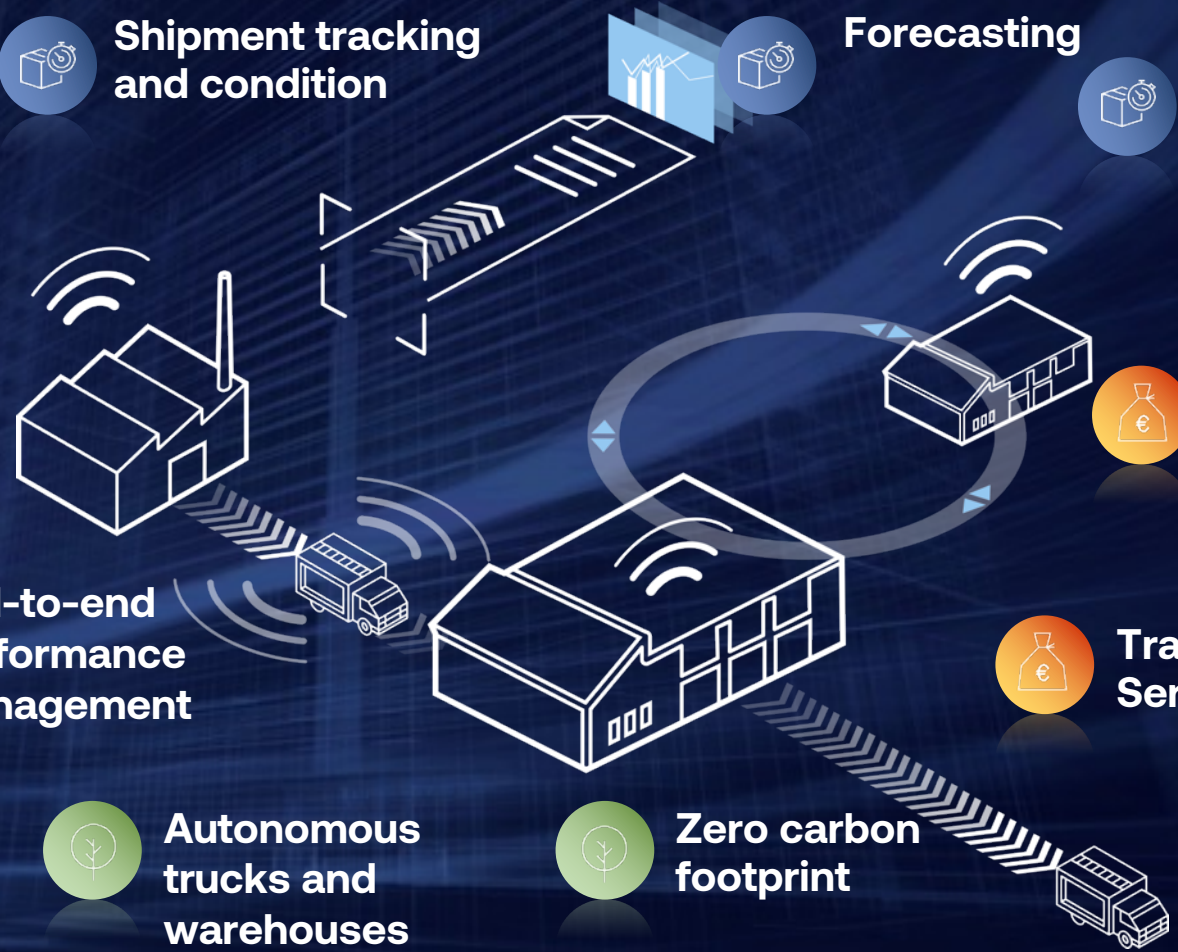 Shipment tracking
and condition
Forecasting
-to-end
formance
nagement
Tra
Ser
Autonomous
trucks and
warehouses
Zero carbon
footprint
€
€